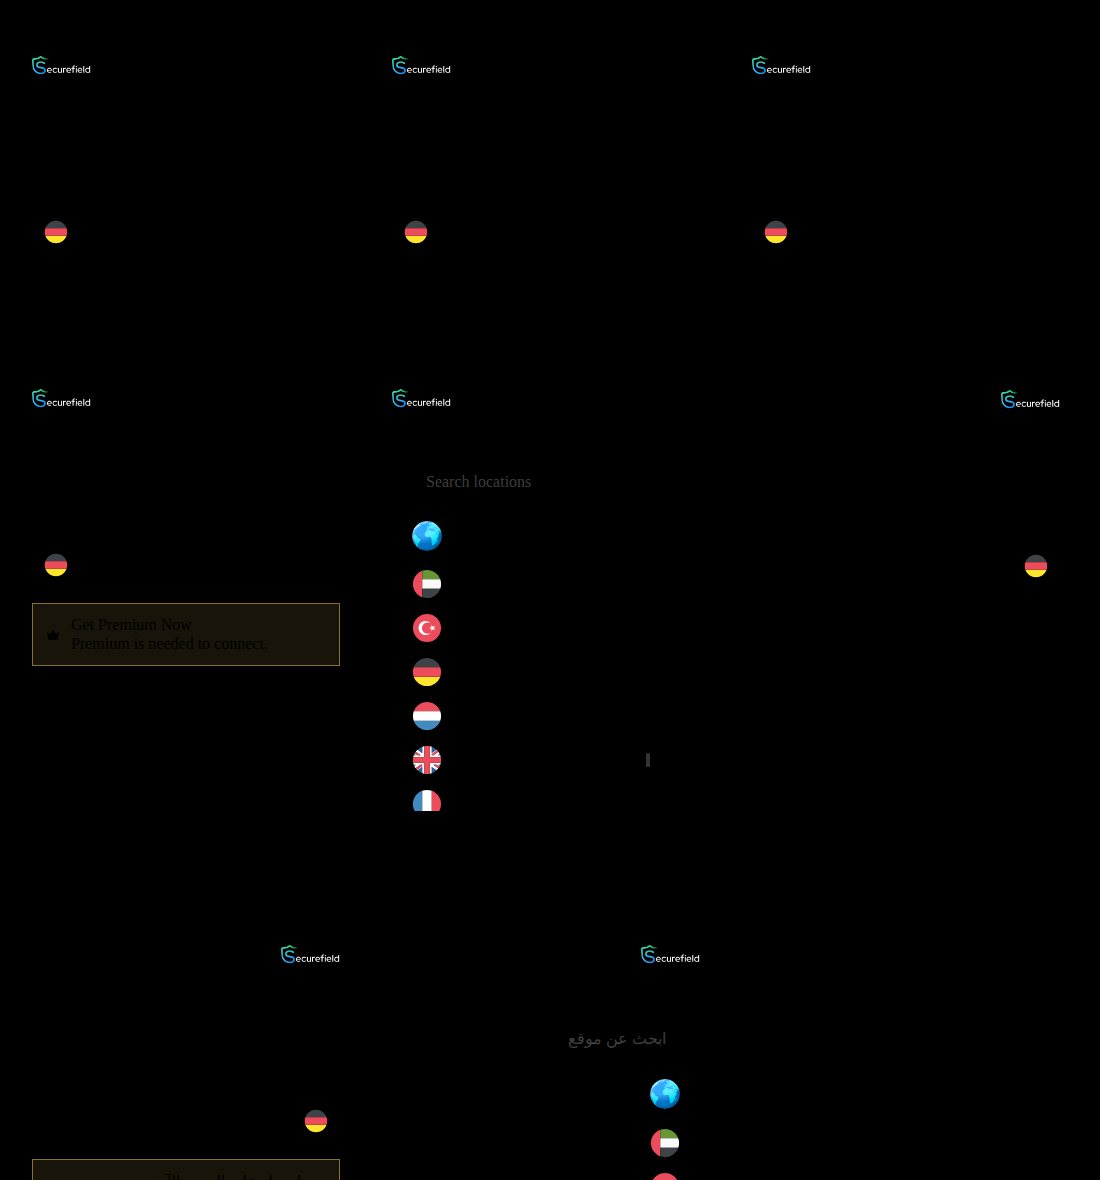 Securefield
Securefield
Securefield
Securefield
Securefield
Securefield
Search locations
Get Premium Now
Premium is needed to connect.
Securefield
Securefield
ابحث عن موقع